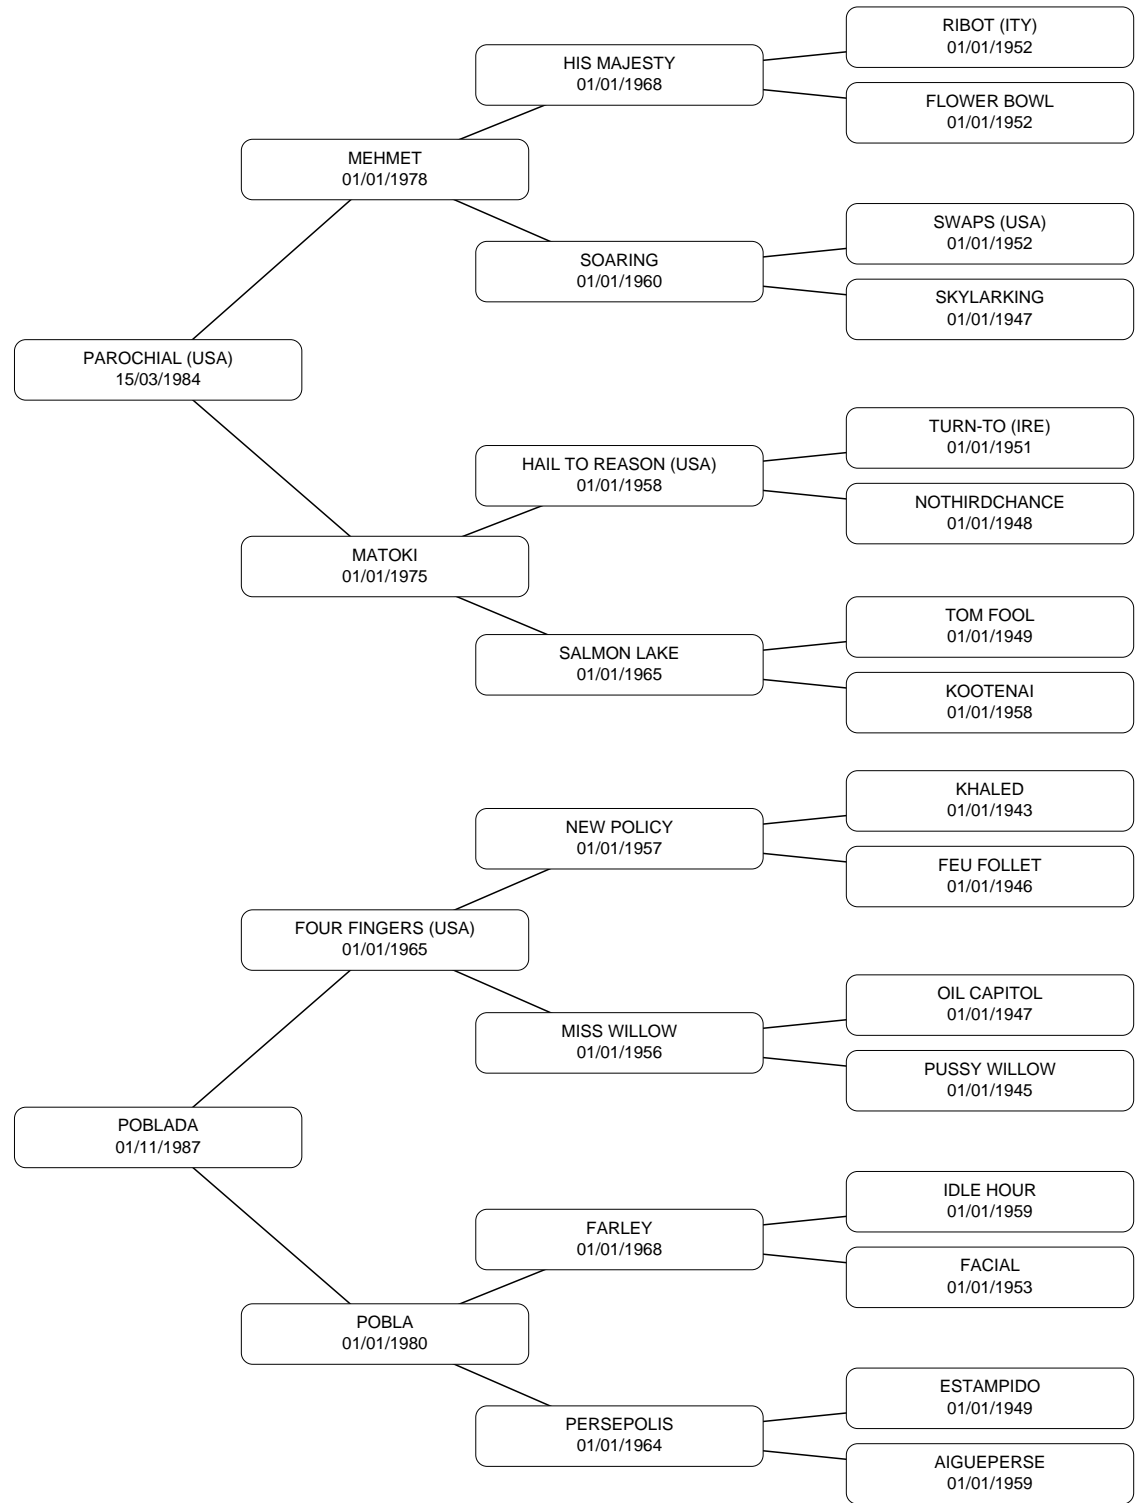 RIBOT (ITY)
01/01/1952
HIS MAJESTY
01/01/1968
FLOWER BOWL
01/01/1952
MEHMET
01/01/1978
SWAPS (USA)
01/01/1952
SOARING
01/01/1960
SKYLARKING
01/01/1947
PAROCHIAL (USA)
15/03/1984
TURN-TO (IRE)
01/01/1951
HAIL TO REASON (USA)
01/01/1958
NOTHIRDCHANCE
01/01/1948
MATOKI
01/01/1975
TOM FOOL
01/01/1949
SALMON LAKE
01/01/1965
KOOTENAI
01/01/1958
KHALED
01/01/1943
NEW POLICY
01/01/1957
FEU FOLLET
01/01/1946
FOUR FINGERS (USA)
01/01/1965
OIL CAPITOL
01/01/1947
MISS WILLOW
01/01/1956
PUSSY WILLOW
01/01/1945
POBLADA
01/11/1987
IDLE HOUR
01/01/1959
FARLEY
01/01/1968
FACIAL
01/01/1953
POBLA
01/01/1980
ESTAMPIDO
01/01/1949
PERSEPOLIS
01/01/1964
AIGUEPERSE
01/01/1959